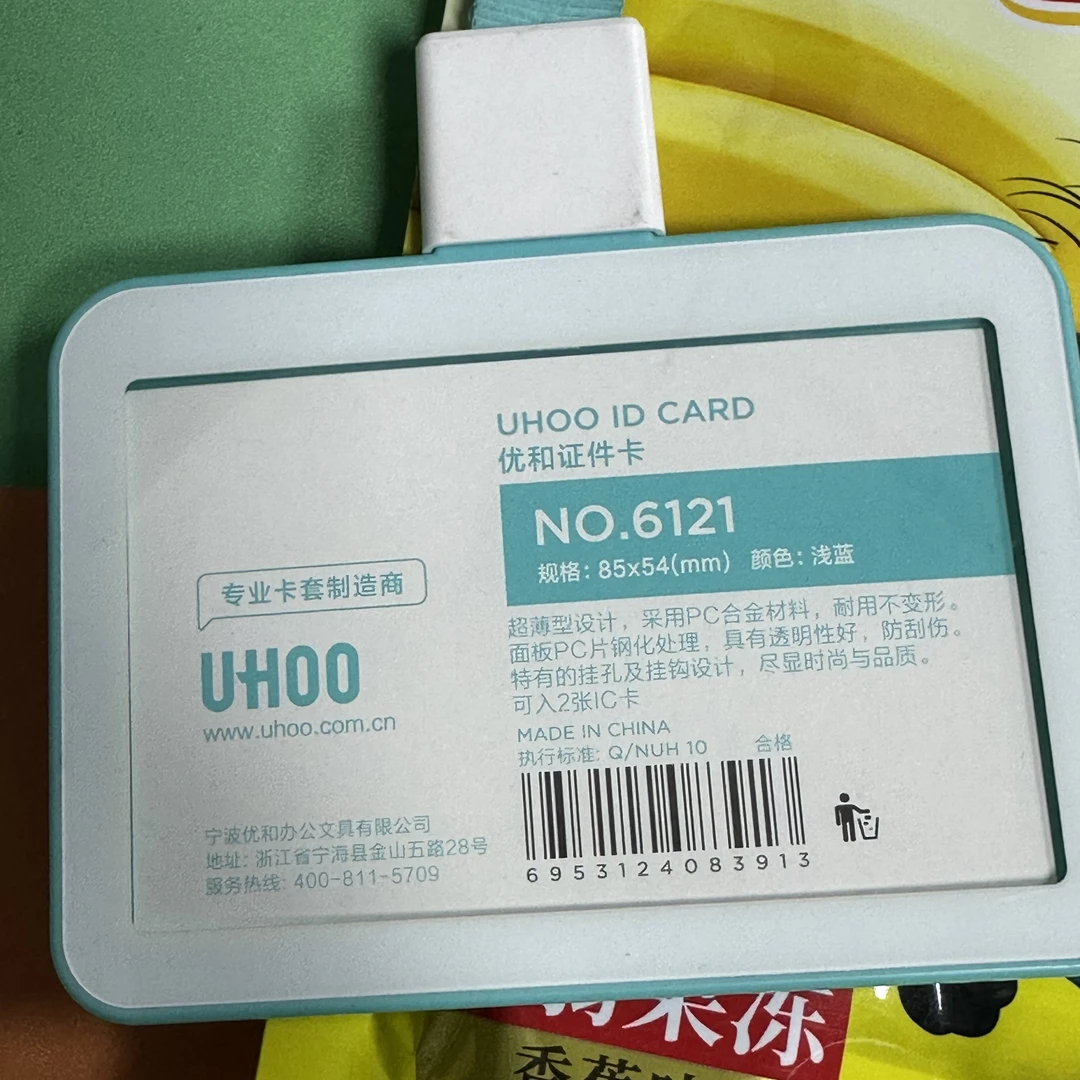 UHOO ID CARD
优和证件卡
NO.6121
规格: 85x54(mm) 颜色: 浅蓝
超薄型设计，采用PC合金材料，耐用不变形。
面板PC片钢化处理，具有透明性好，防刮伤。
特有的挂孔及挂钩设计，尽显时尚与品质。
可入2张IC卡
MADE IN CHINA
执行标准: Q/NUH 10 合格
6953124083913
专业卡套制造商
UHOO
www.uhoo.com.cn
宁波优和办公文具有限公司
地址: 浙江省宁海县金山五路28号
服务热线: 400-811-5709
果冻
香蕉味